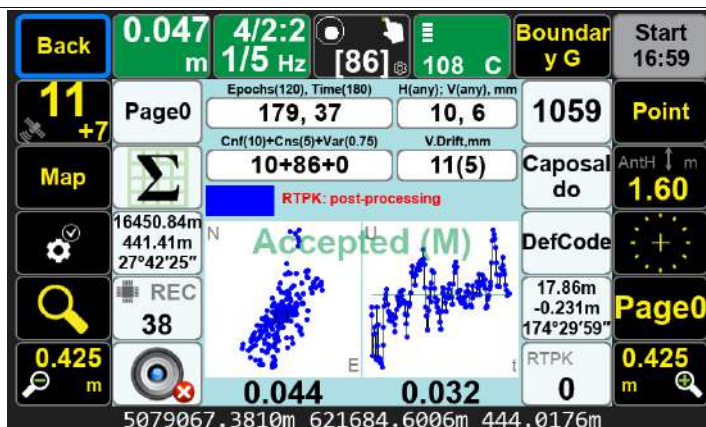 Back
0.047 m
4/2:2
1/5 Hz
[86]
108 C
Boundar
y G
Start
16:59
11
+7
Page0
Epochs(120), Time(180)
179, 37
H(any); V(any), mm
10, 6
1059
Point
Map
Σ
Cnf(10)+Cns(5)+Var(0.75)
10+86+0
V.Drift,mm
11(5)
Caposal
do
AntH ↕ m
1.60
RTPK: post-processing
16450.84m
441.41m
27°42'25"
N
Accepted (M)
U
DefCode
REC
38
E
t
17.86m
-0.231m
174°29'59"
Page0
0.425
m
0.044
0.032
RTPK
0
0.425
m
5079067.3810m 621684.6006m 444.0176m